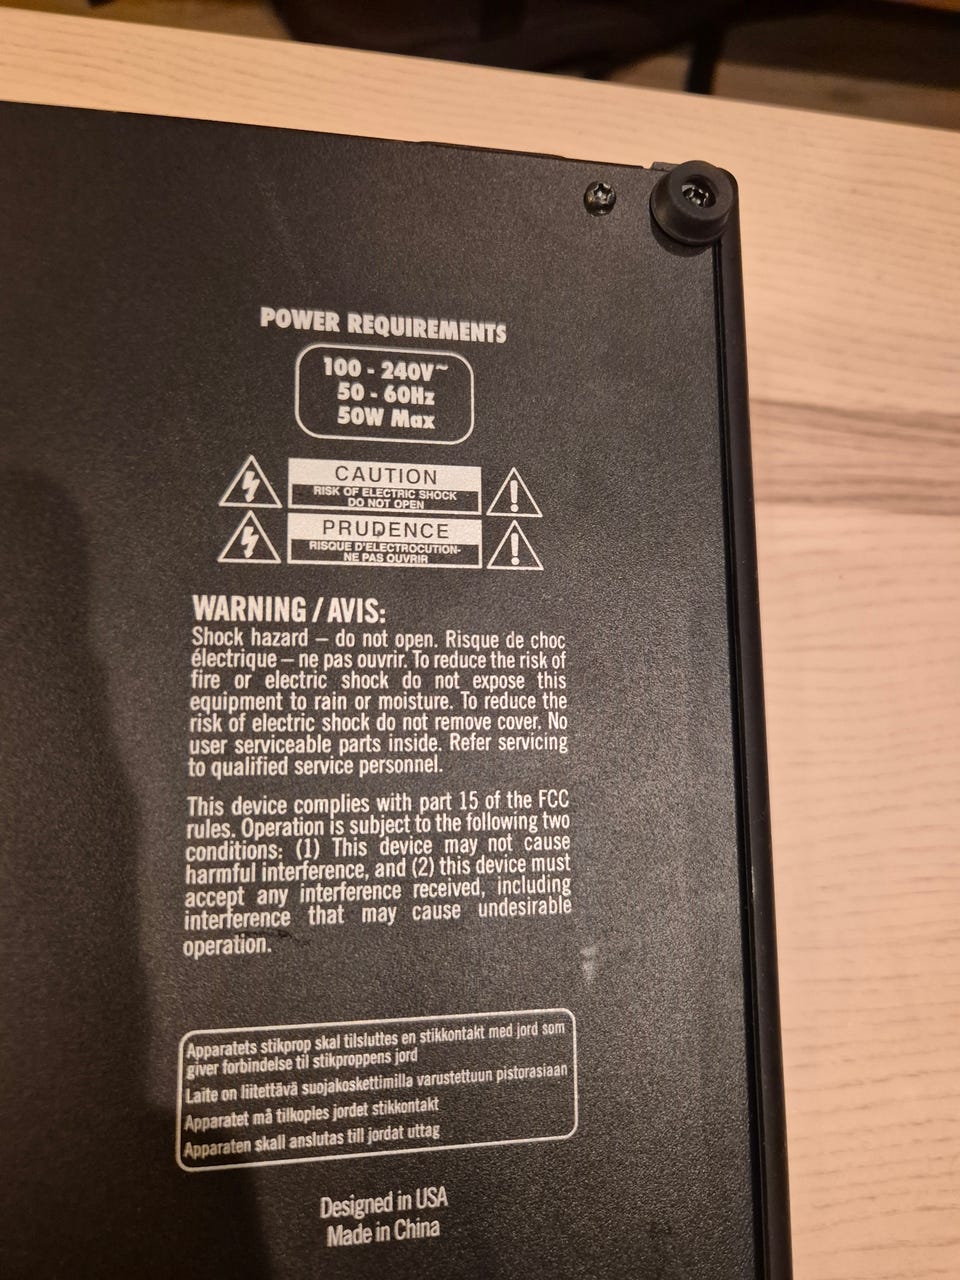 POWER REQUIREMENTS
100 - 240V~
50 - 60Hz
50W Max
CAUTION
RISK OF ELECTRIC SHOCK
DO NOT OPEN
PRUDENCE
RISQUE D'ELECTROCUTION-
NE PAS OUVRIR
WARNING / AVIS:
Shock hazard – do not open. Risque de choc
électrique – ne pas ouvrir. To reduce the risk of
fire or electric shock do not expose this
equipment to rain or moisture. To reduce the
risk of electric shock do not remove cover. No
user serviceable parts inside. Refer servicing
to qualified service personnel.
This device complies with part 15 of the FCC
rules. Operation is subject to the following two
conditions: (1) This device may not cause
harmful interference, and (2) this device must
accept any interference received, including
interference that may cause undesirable
operation.
Apparatets stikprop skal tilsluttes en stikkontakt med jord som
giver forbindelse til stikproppens jord
Laite on liitettävä suojakoskettimilla varustettuun pistorasiaan
Apparatet må tilkoples jordet stikkontakt
Apparaten skall anslutas till jordat uttag
Designed in USA
Made in China